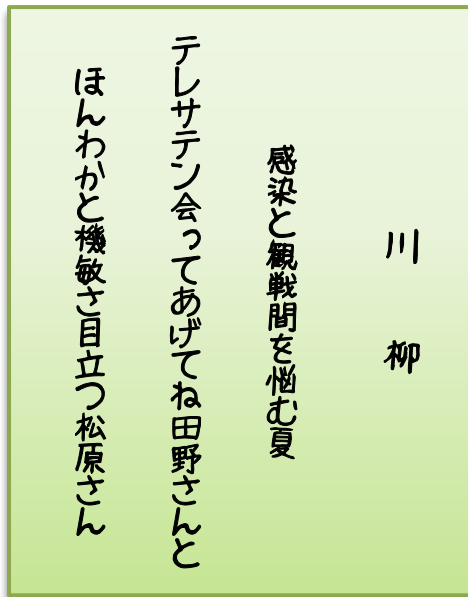 川柳
感染と観戦間を悩む夏
テレサテン会ってあげてね田野さんと
ほんわかと機敏さ目立つ松原さん